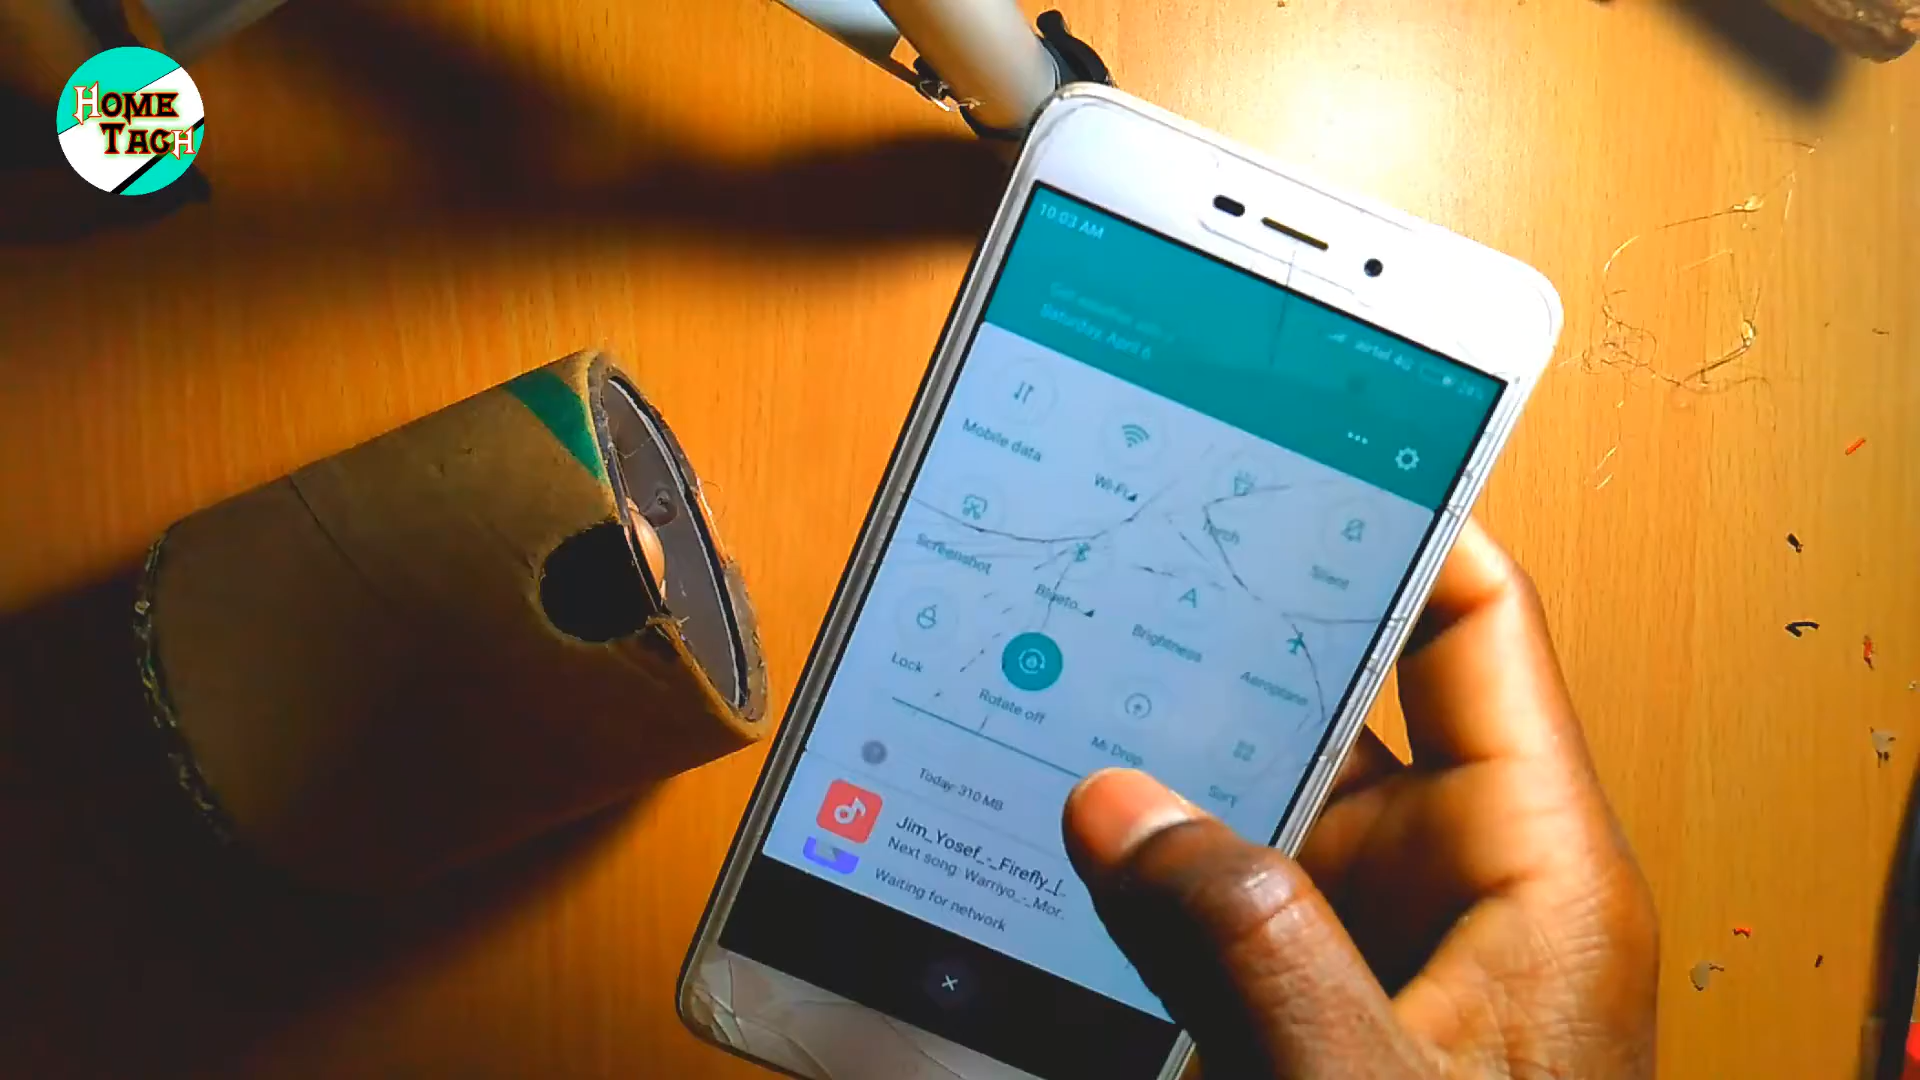 HOME
TACH
10:03 AM
Saturday, April 6
airtel 4G
Mobile data
Wi-Fi
Torch
Silent
Screenshot
Blueto...
Brightness
Aeroplane
Lock
Rotate off
Mi Drop
Today: 310 MB
Jim_Yosef_-_Firefly_[..
Next song: Warriyo_-_Mor..
Waiting for network